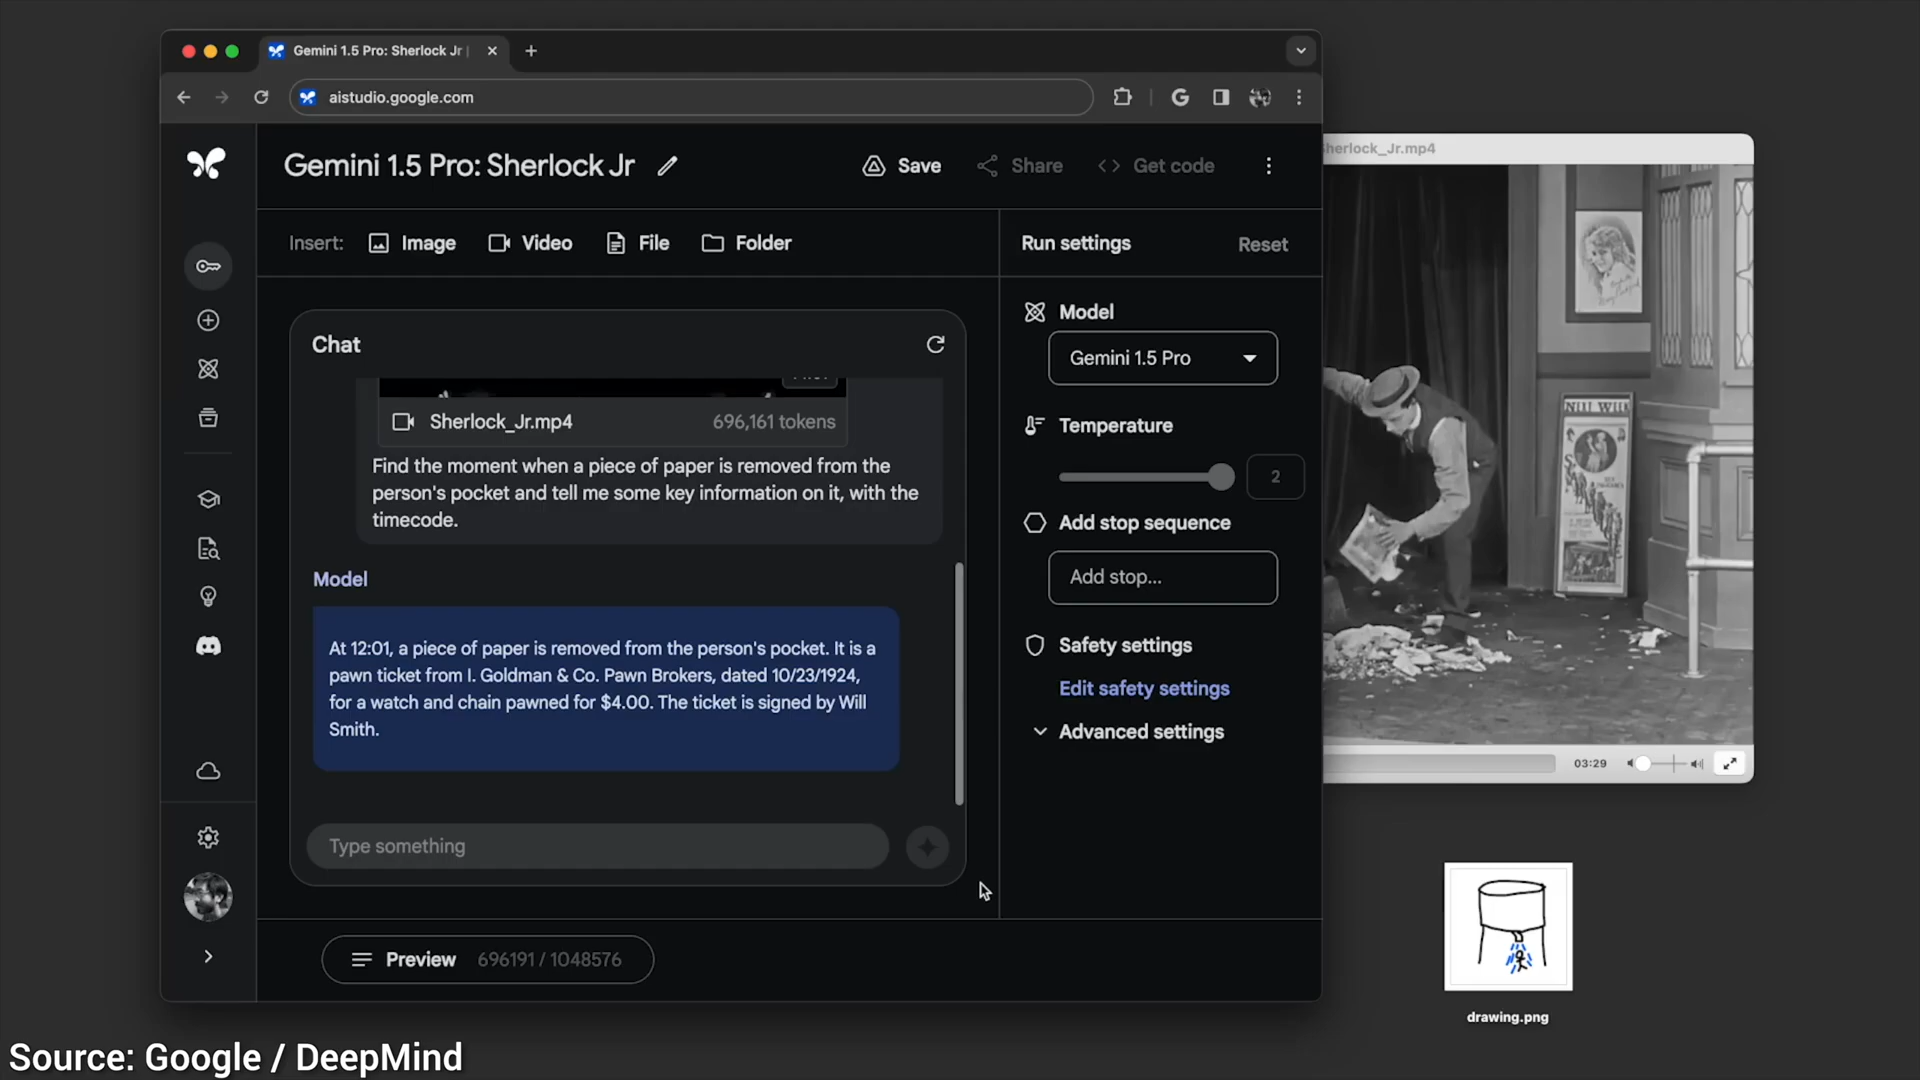 Gemini 1.5 Pro: Sherlock Jr
aistudio.google.com
Gemini 1.5 Pro: Sherlock Jr
Save
Share
Get code
Insert:
Image
Video
File
Folder
Run settings
Reset
Chat
Sherlock_Jr.mp4
696,161 tokens
Find the moment when a piece of paper is removed from the
person's pocket and tell me some key information on it, with the
timecode.
Model
At 12:01, a piece of paper is removed from the person's pocket. It is a
pawn ticket from I. Goldman & Co. Pawn Brokers, dated 10/23/1924,
for a watch and chain pawned for $4.00. The ticket is signed by Will
Smith.
Type something
Preview
696191 / 1048576
Model
Gemini 1.5 Pro
Temperature
2
Add stop sequence
Add stop...
Safety settings
Edit safety settings
Advanced settings
Sherlock_Jr.mp4
NEXT WEEK
03:29
drawing.png
Source: Google / DeepMind